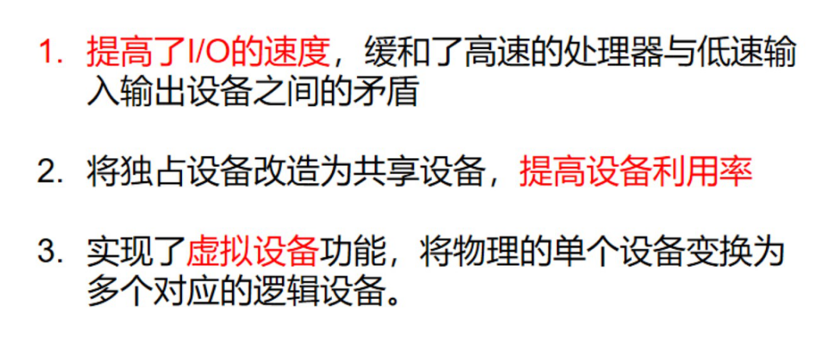 1. 提高了I/O的速度，缓和了高速的处理器与低速输
入输出设备之间的矛盾
2. 将独占设备改造为共享设备，提高设备利用率
3. 实现了虚拟设备功能，将物理的单个设备变换为
多个对应的逻辑设备。